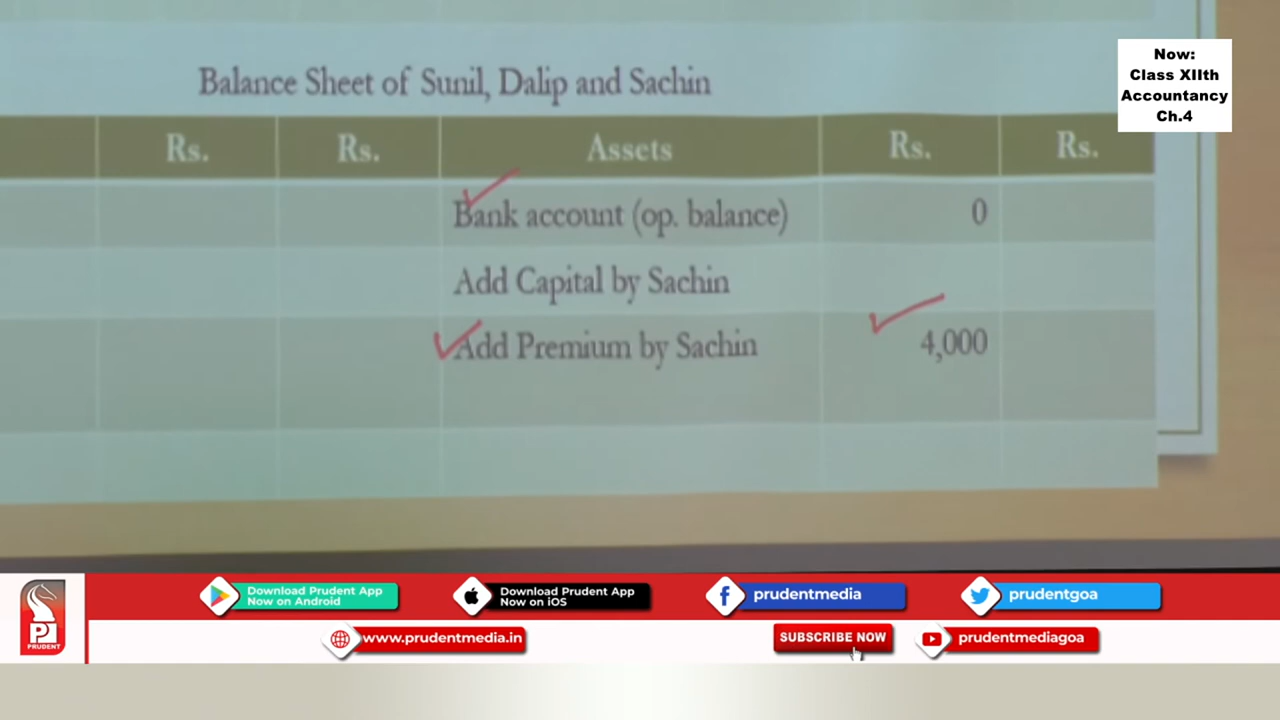 Now:
Class XIIth
Accountancy
Ch.4
Balance Sheet of Sunil, Dalip and Sachin
Rs. Rs. Assets Rs. Rs.
Bank account (op. balance) 0
Add Capital by Sachin
Add Premium by Sachin 4,000
PRUDENT
Download Prudent App
Now on Android
Download Prudent App
Now on iOS
prudentmedia
prudentgoa
www.prudentmedia.in
SUBSCRIBE NOW
prudentmediagoa